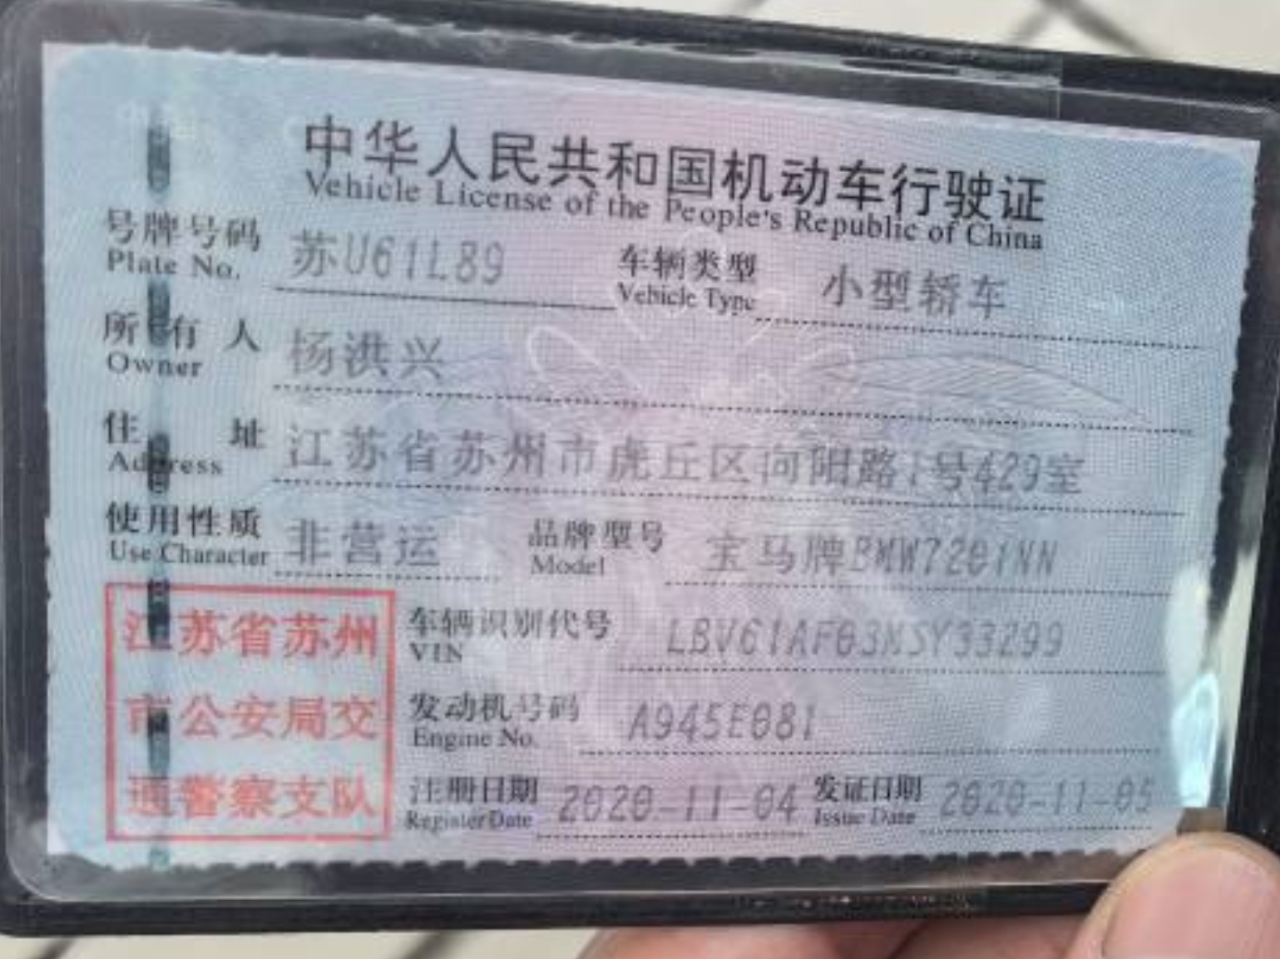 中华人民共和国机动车行驶证
Vehicle License of the People's Republic of China
号牌号码 苏U61L89 车辆类型 小型轿车
Plate No. Vehicle Type
所有人 杨洪兴
Owner
住址 江苏省苏州市虎丘区向阳路1号429室
Address
使用性质 非营运 品牌型号 宝马牌BMW7201NN
Use Character Model
江苏省苏州
市公安局交
通警察支队
车辆识别代号 LBV61AF03MSY33299
VIN
发动机号码 A945E081
Engine No.
注册日期 2020-11-04 发证日期 2020-11-05
Register Date Issue Date